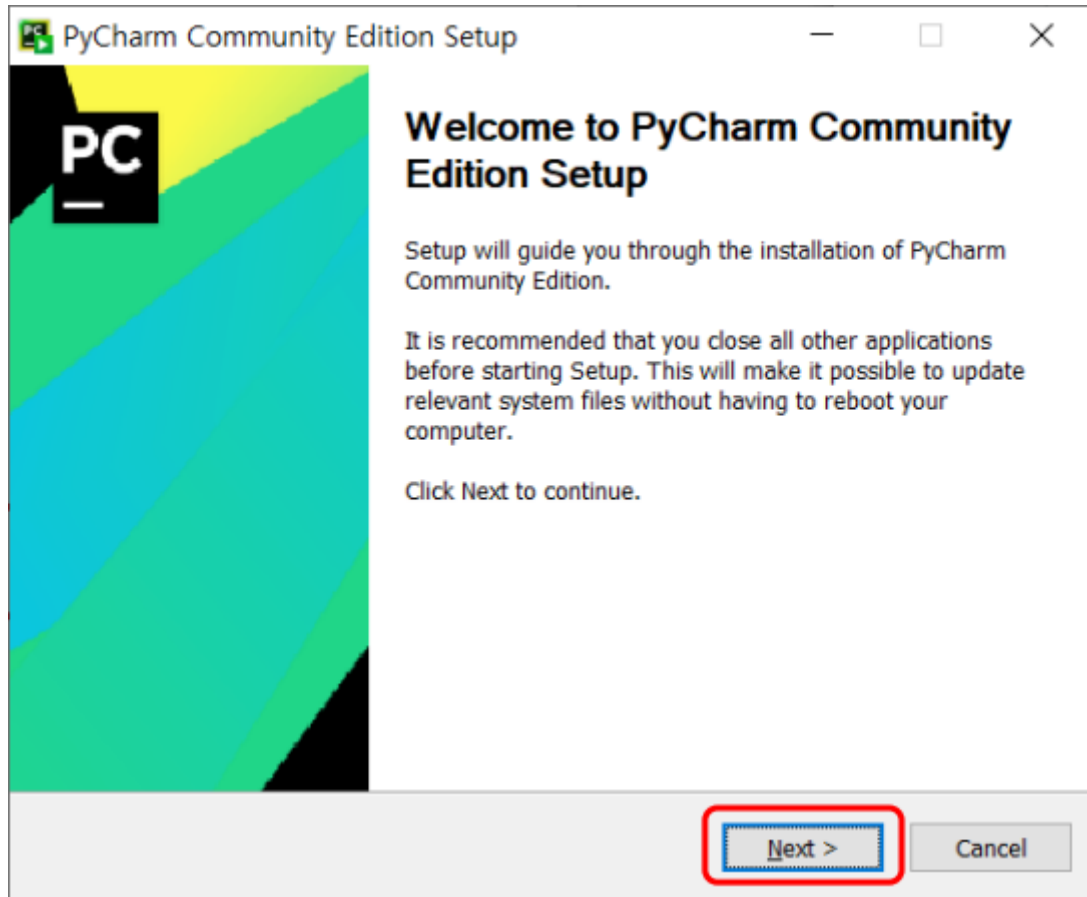 PyCharm Community Edition Setup
PC
Welcome to PyCharm Community
Edition Setup
Setup will guide you through the installation of PyCharm
Community Edition.
It is recommended that you close all other applications
before starting Setup. This will make it possible to update
relevant system files without having to reboot your
computer.
Click Next to continue.
Next >
Cancel